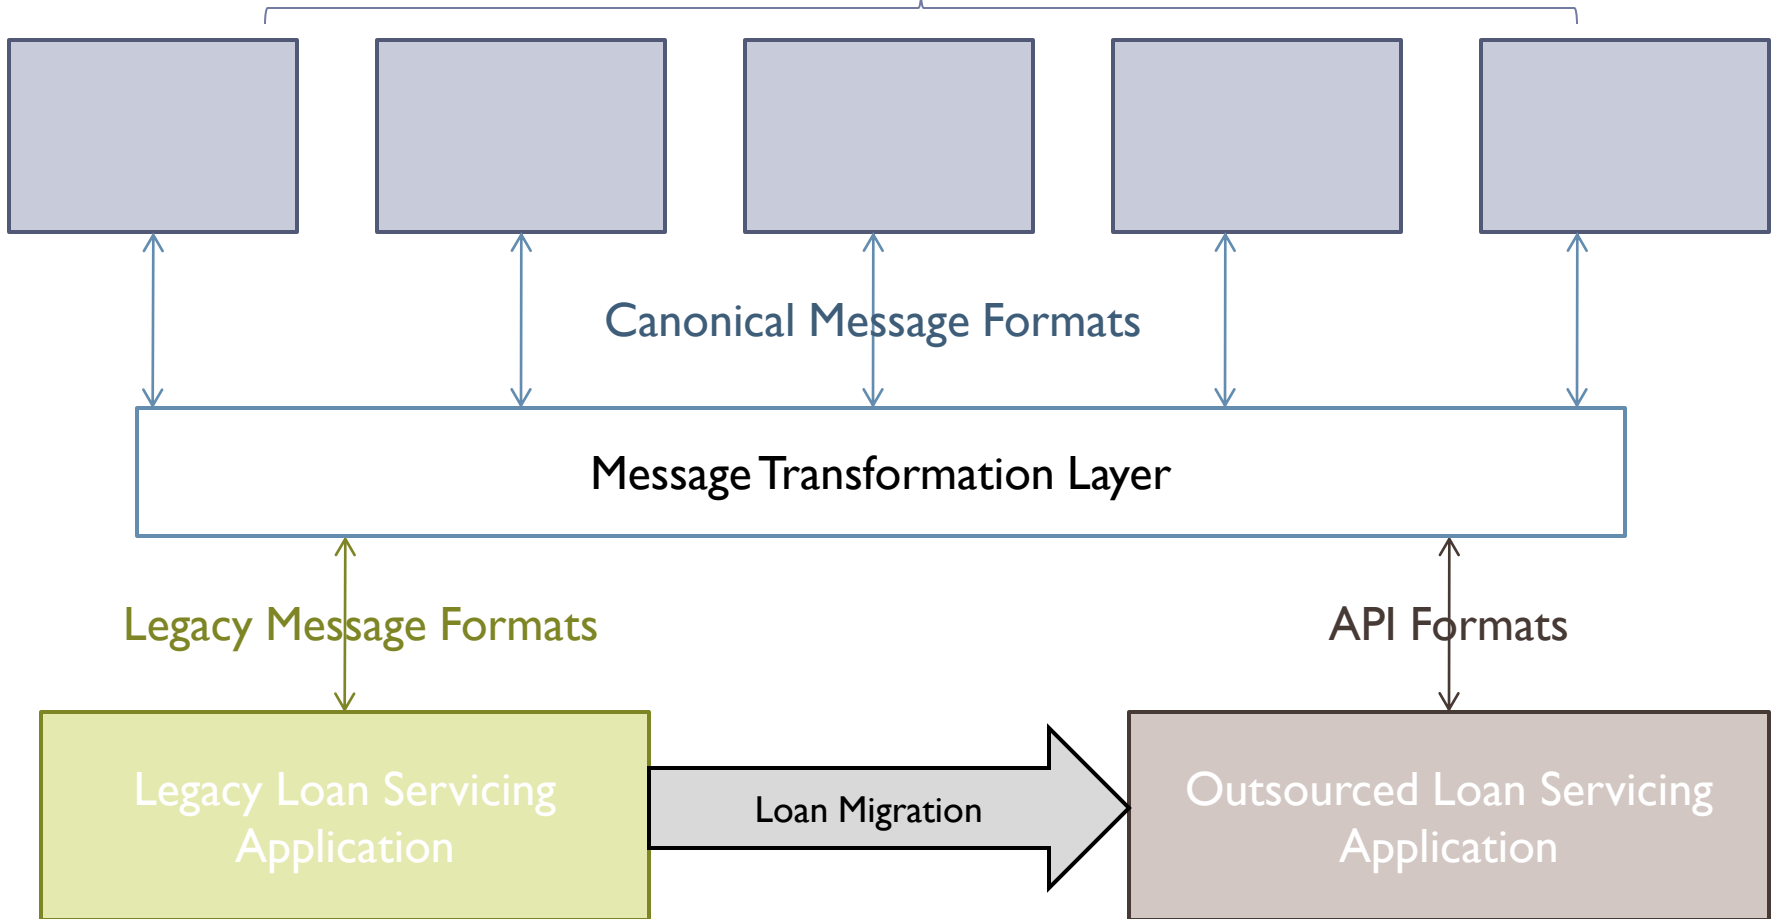 Canonical Message Formats
Message Transformation Layer
Legacy Message Formats
API Formats
Legacy Loan Servicing
Application
Loan Migration
Outsourced Loan Servicing
Application